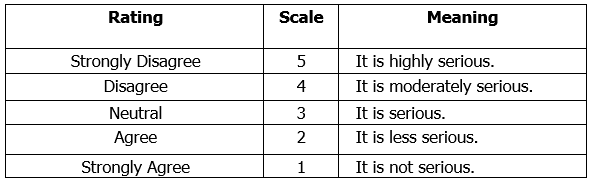 Rating Scale Meaning
Strongly Disagree 5 It is highly serious.
Disagree 4 It is moderately serious.
Neutral 3 It is serious.
Agree 2 It is less serious.
Strongly Agree 1 It is not serious.